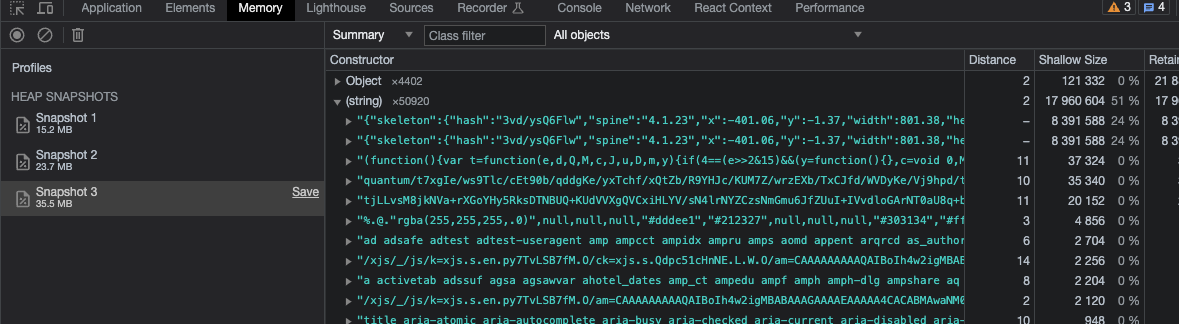 Application Elements Memory Lighthouse Sources Recorder Console Network React Context Performance 3 4
Summary Class filter All objects
Profiles
HEAP SNAPSHOTS
Snapshot 1
15.2 MB
Snapshot 2
23.7 MB
Snapshot 3 Save
35.5 MB
Constructor Distance Shallow Size Retain
Object ×4402 2 121 332 0 % 21 8
(string) ×50920 2 17 960 604 51 % 17 9
"{"skeleton":{"hash":"3vd/ysQ6Flw","spine":"4.1.23","x":-401.06,"y":-1.37,"width":801.38,"he – 8 391 588 24 % 8 39
"{"skeleton":{"hash":"3vd/ysQ6Flw","spine":"4.1.23","x":-401.06,"y":-1.37,"width":801.38,"he – 8 391 588 24 % 8 39
"(function(){var t=function(e,d,Q,M,c,J,u,D,m,y){if(4==(e>>2&15)&&(y=function(){},c=void 0,M 11 37 324 0 %
"quantum/t7xgIe/ws9Tlc/cEt90b/qddgKe/yxTchf/xQtZb/R9YHJc/KUM7Z/wrzEXb/TxCJfd/WVDyKe/Vj9hpd/t 10 35 340 0 %
"tjLLvsM8jkNVa+rXGoYHy5RksDTNBUQ+KUdVVXgQVCxiHLYV/sN4lrNYZCzsNmGmu6JfZUuI+IVvdloGArNT0aU8q+b 11 20 152 0 %
"%.@."rgba(255,255,255,.0)",null,null,null,"#dddee1","#212327",null,null,null,"#303134","#ff 3 4 856 0 %
"ad adsafe adtest adtest-useragent amp ampcct ampidx ampru amps aomd appent arqrcd as_author 6 2 704 0 %
"/xjs/_/js/k=xjs.s.en.py7TvLSB7fM.O/ck=xjs.s.Qdpc51cHnNE.L.W.O/am=CAAAAAAAAAQAIBoIh4w2igMBAB 14 2 256 0 %
"a activetab adssuf agsa agsawvar ahotel_dates amp_ct ampedu ampf amph amph-dlg ampshare aq 8 2 204 0 %
"/xjs/_/js/k=xjs.s.en.py7TvLSB7fM.O/am=CAAAAAAAAAQAIBoIh4w2igMBABAAAGAAAAEAAAAA4CACABMAwaNM0 2 2 120 0 %
"title aria-atomic aria-autocomplete aria-busy aria-checked aria-current aria-disabled aria- 10 948 0 %